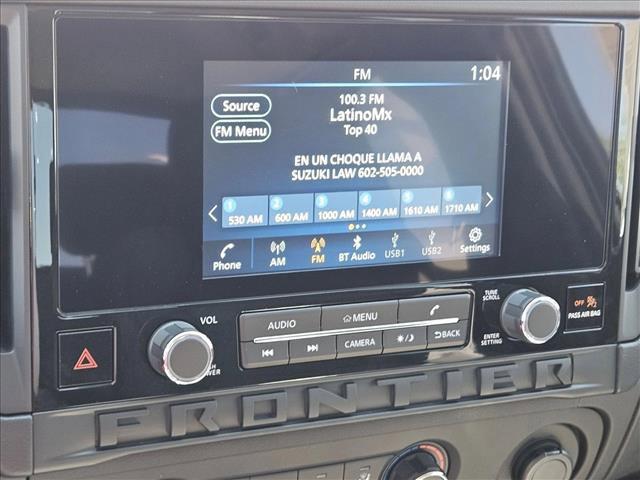 FM 1:04
Source
100.3 FM
LatinoMx
FM Menu
Top 40
EN UN CHOQUE LLAMA A
SUZUKI LAW 602-505-0000
1 2 3 4 5 6
530 AM 600 AM 1000 AM 1400 AM 1610 AM 1710 AM
Phone AM FM BT Audio USB1 USB2 Settings
VOL
AUDIO MENU
CAMERA BACK
TUNE
SCROLL
ENTER
SETTING
OFF
PASS AIR BAG
FRONTIER